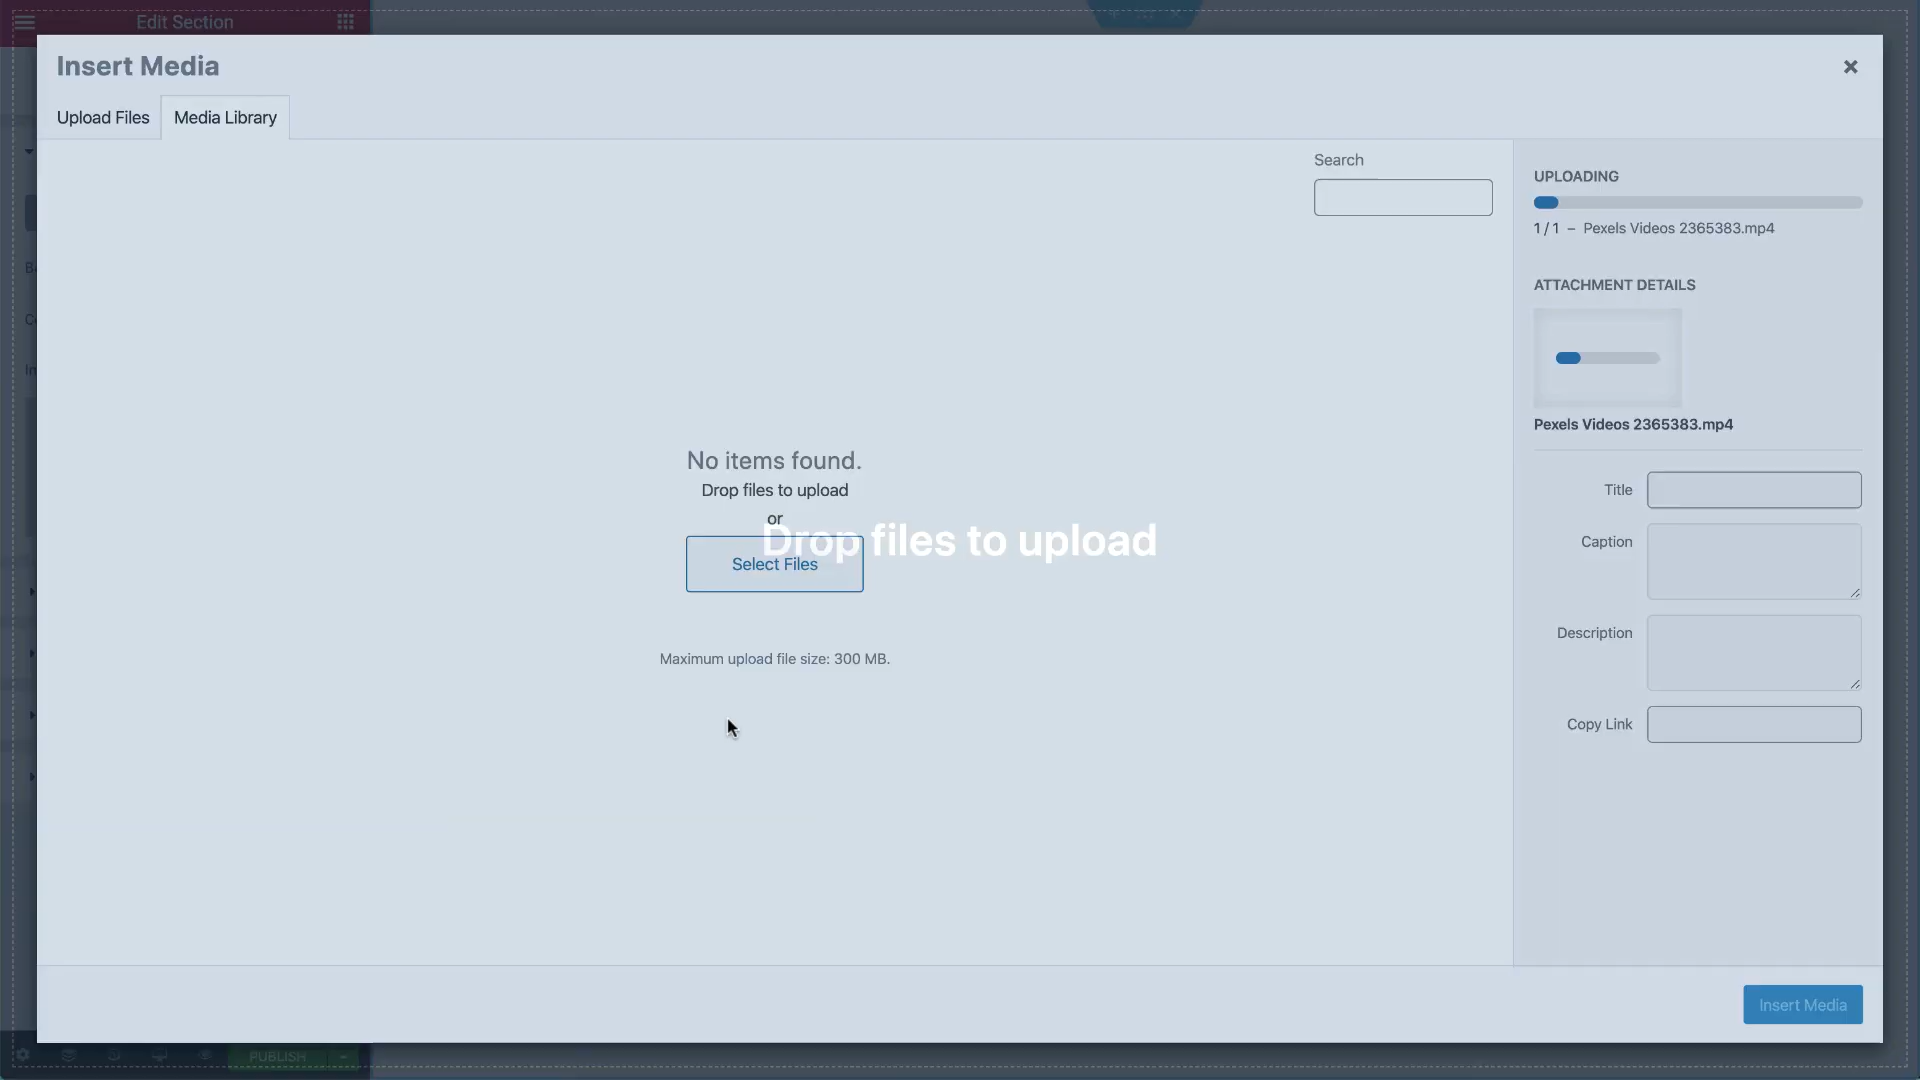 Edit Section
Insert Media
Upload Files
Media Library
Search
UPLOADING
1 / 1 – Pexels Videos 2365383.mp4
ATTACHMENT DETAILS
Pexels Videos 2365383.mp4
No items found.
Drop files to upload
or
Drop files to upload
Select Files
Maximum upload file size: 300 MB.
Title
Caption
Description
Copy Link
Insert Media
PUBLISH